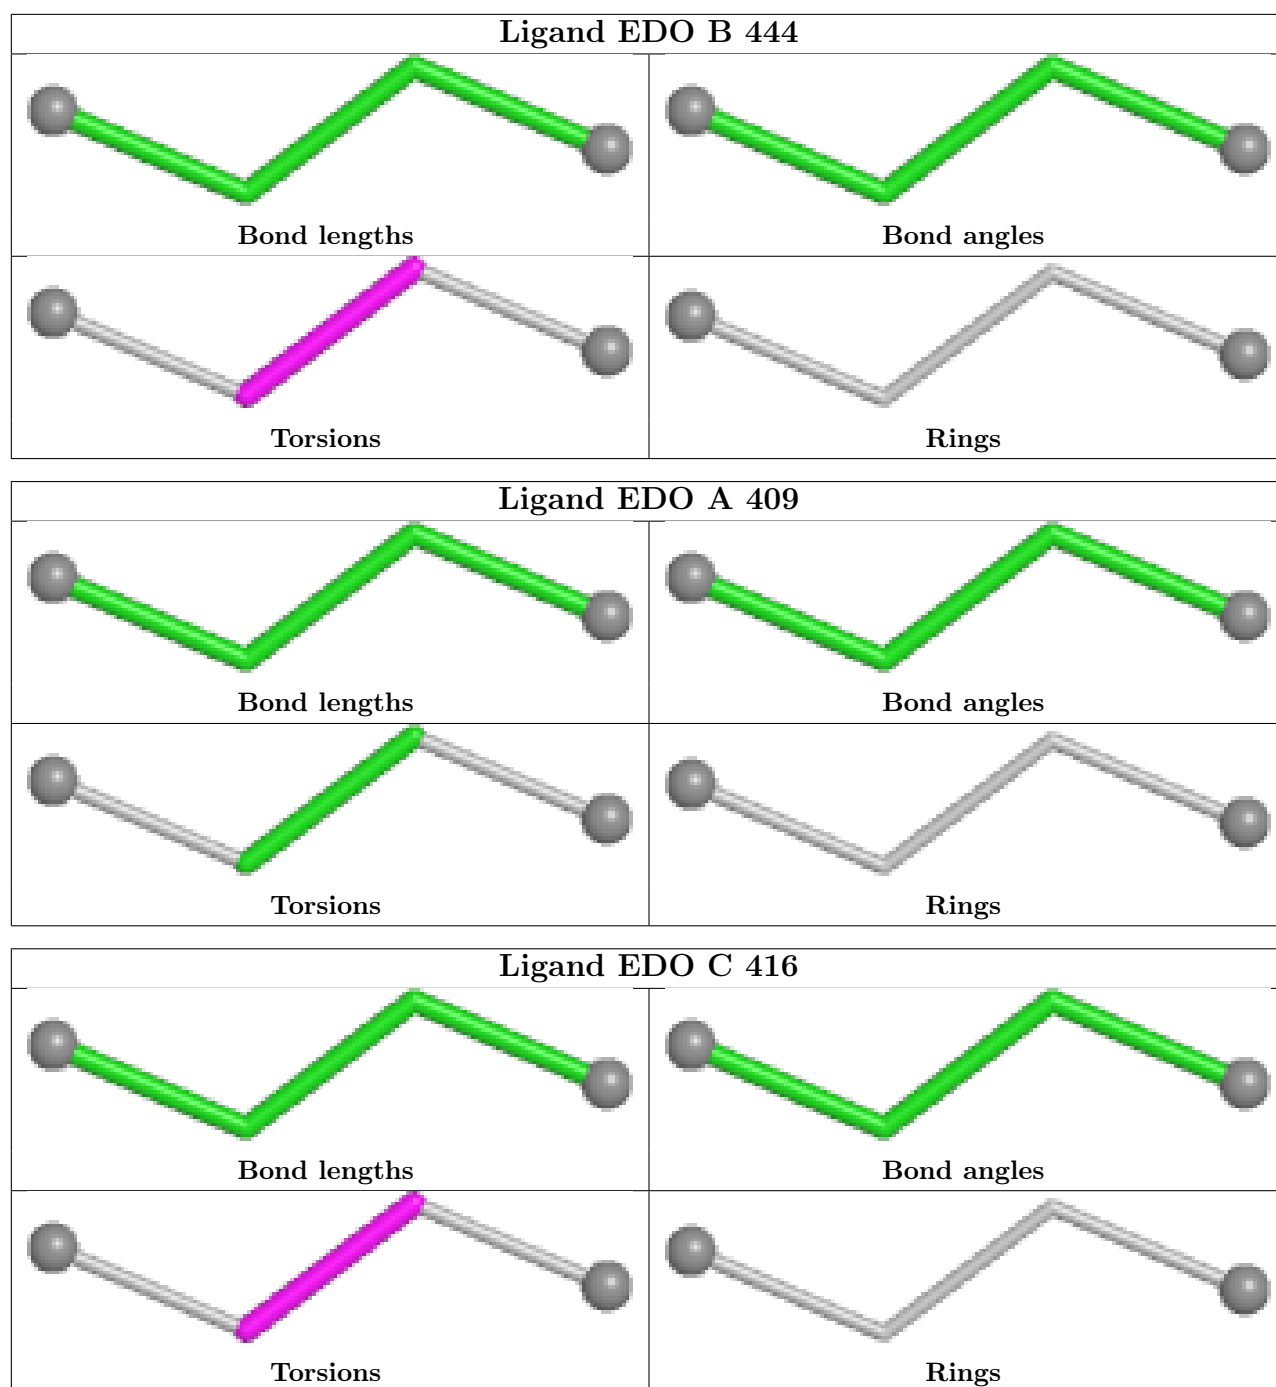 Ligand EDO B 444
Bond lengths
Bond angles
Torsions
Rings
Ligand EDO A 409
Bond lengths
Bond angles
Torsions
Rings
Ligand EDO C 416
Bond lengths
Bond angles
Torsions
Rings